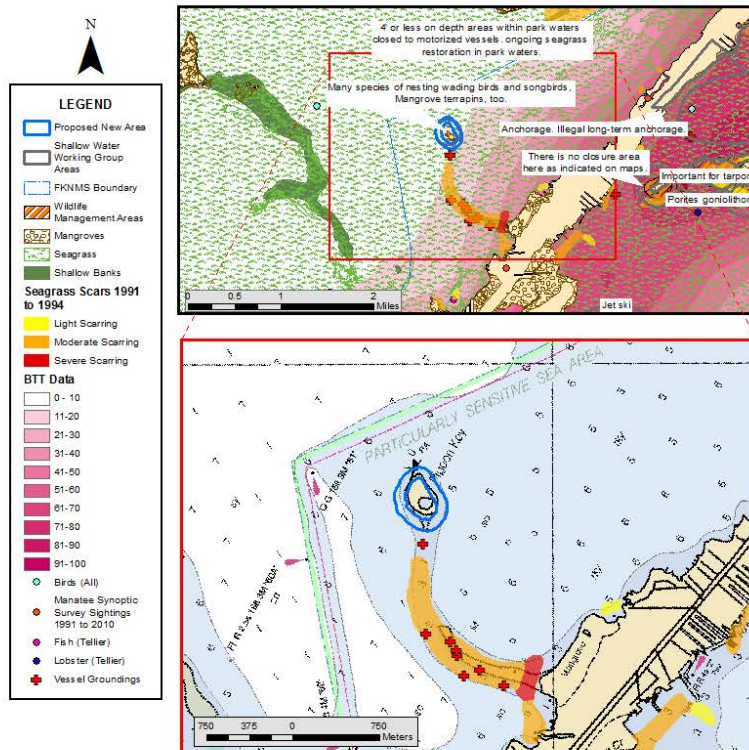 N
LEGEND
Proposed New Area
Shallow Water
Working Group
Areas
FKNMS Boundary
Wildlife
Management Areas
Mangroves
Seagrass
Shallow Banks
Seagrass Scars 1991
to 1994
Light Scarring
Moderate Scarring
Severe Scarring
BTT Data
0 - 10
11-20
21-30
31-40
41-50
51-60
61-70
71-80
81-90
91-100
Birds (All)
Manatee Synoptic
Survey Sightings
1991 to 2010
Fish (Tellier)
Lobster (Tellier)
Vessel Groundings
4' or less on depth areas within park waters
closed to motorized vessels. ongoing seagrass
restoration in park waters.
Many species of nesting wading birds and songbirds,
Mangrove terrapins, too.
Anchorage. Illegal long-term anchorage.
There is no closure area
here as indicated on maps.
Important for tarpon
Porites goniolithon
Jet ski
0 0.5 1 2
Miles
PARTICULARLY SENSITIVE SEA AREA
Pigeon Key
750 375 0 750
Meters